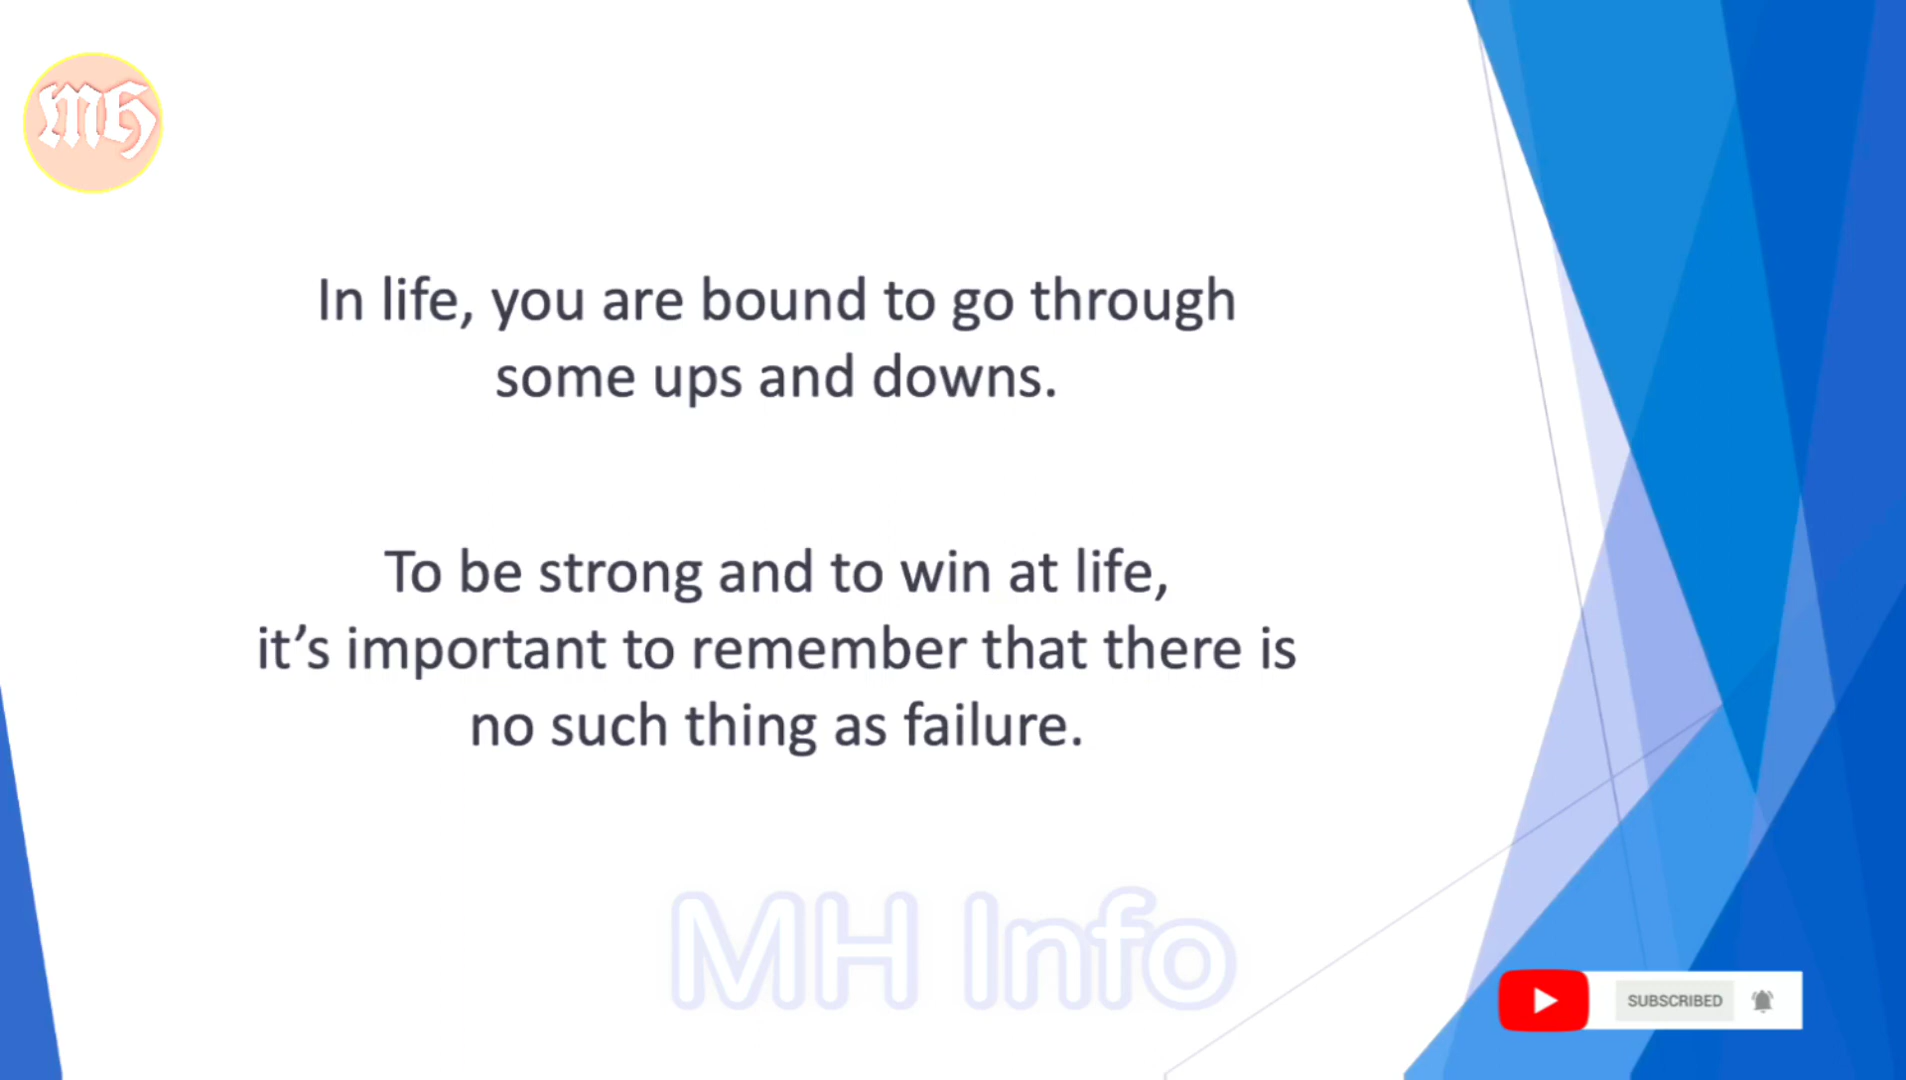 MH
In life, you are bound to go through
some ups and downs.
To be strong and to win at life,
it’s important to remember that there is
no such thing as failure.
MH Info
SUBSCRIBED